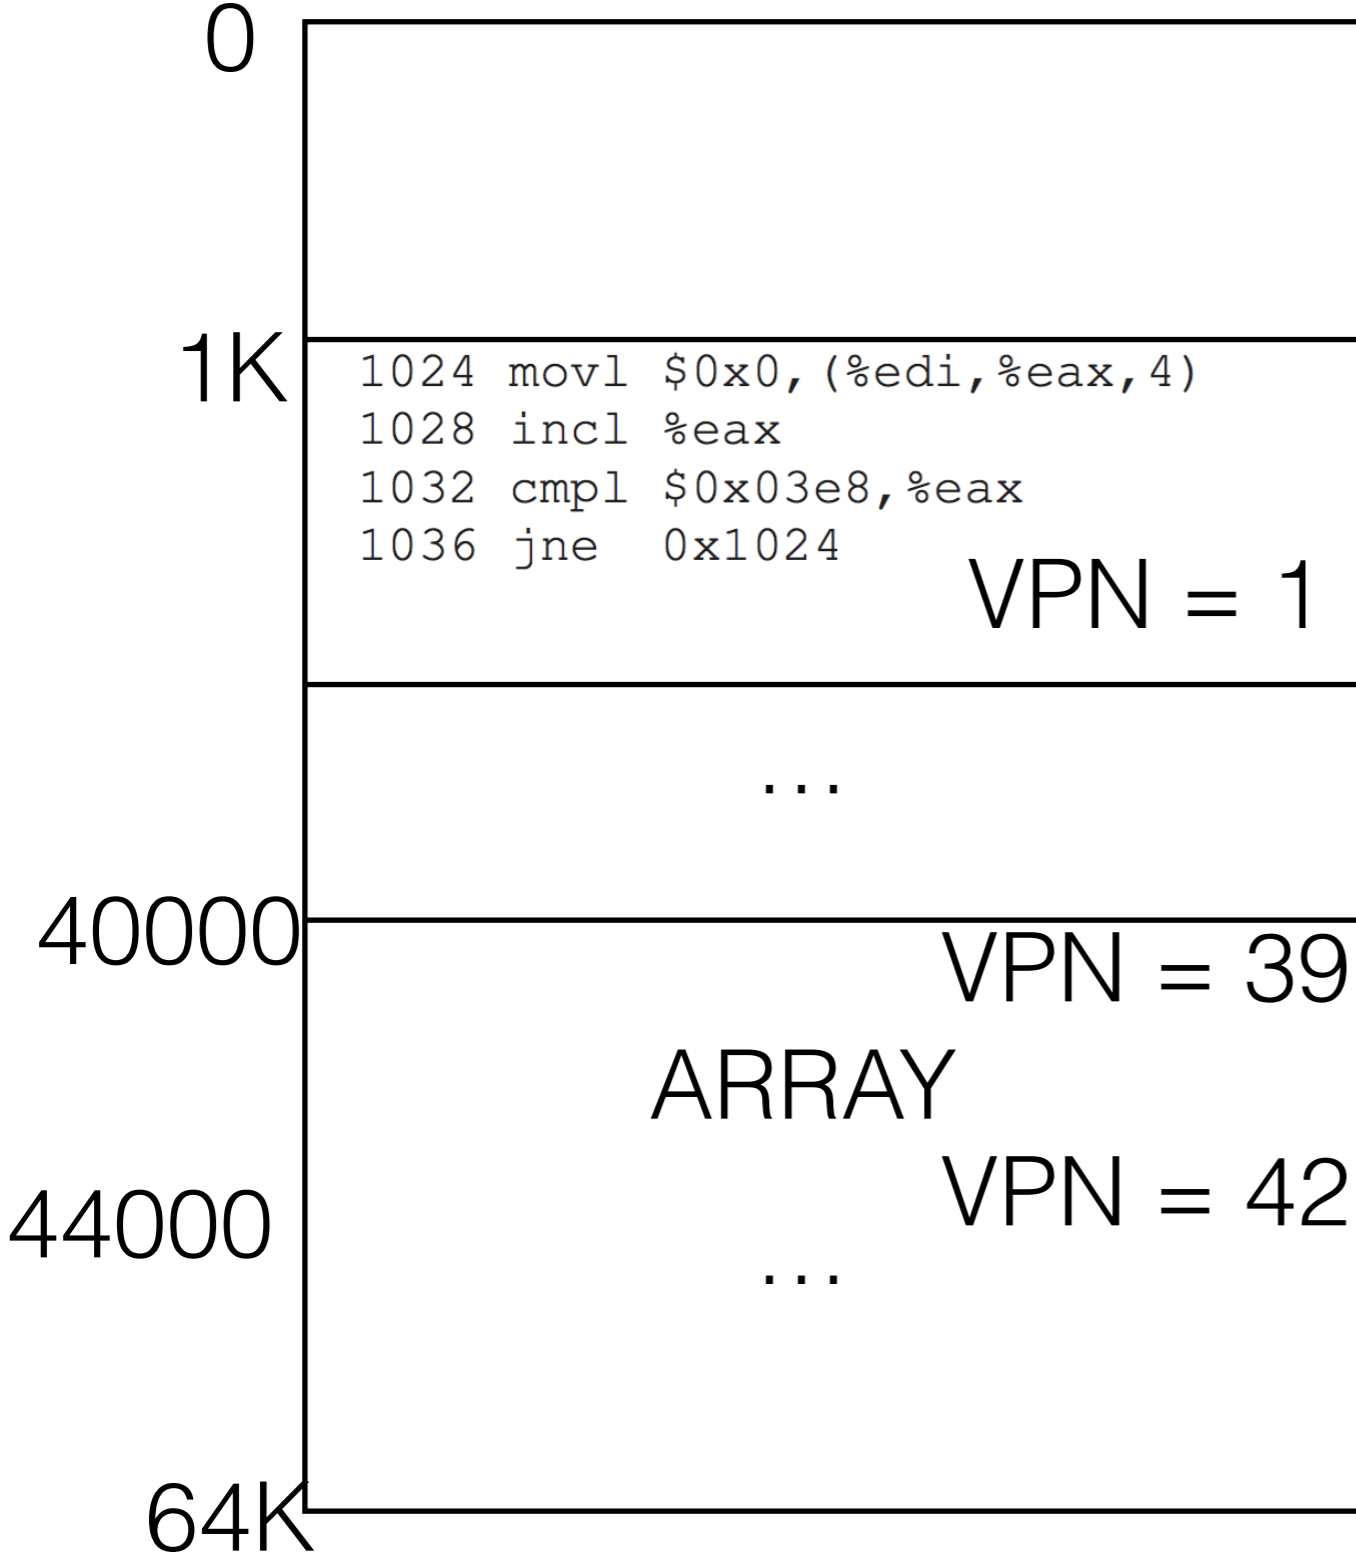 0
1K
1024 movl $0x0,(%edi,%eax,4)
1028 incl %eax
1032 cmpl $0x03e8,%eax
1036 jne 0x1024
VPN = 1
...
40000
VPN = 39
ARRAY
VPN = 42
44000
...
64K